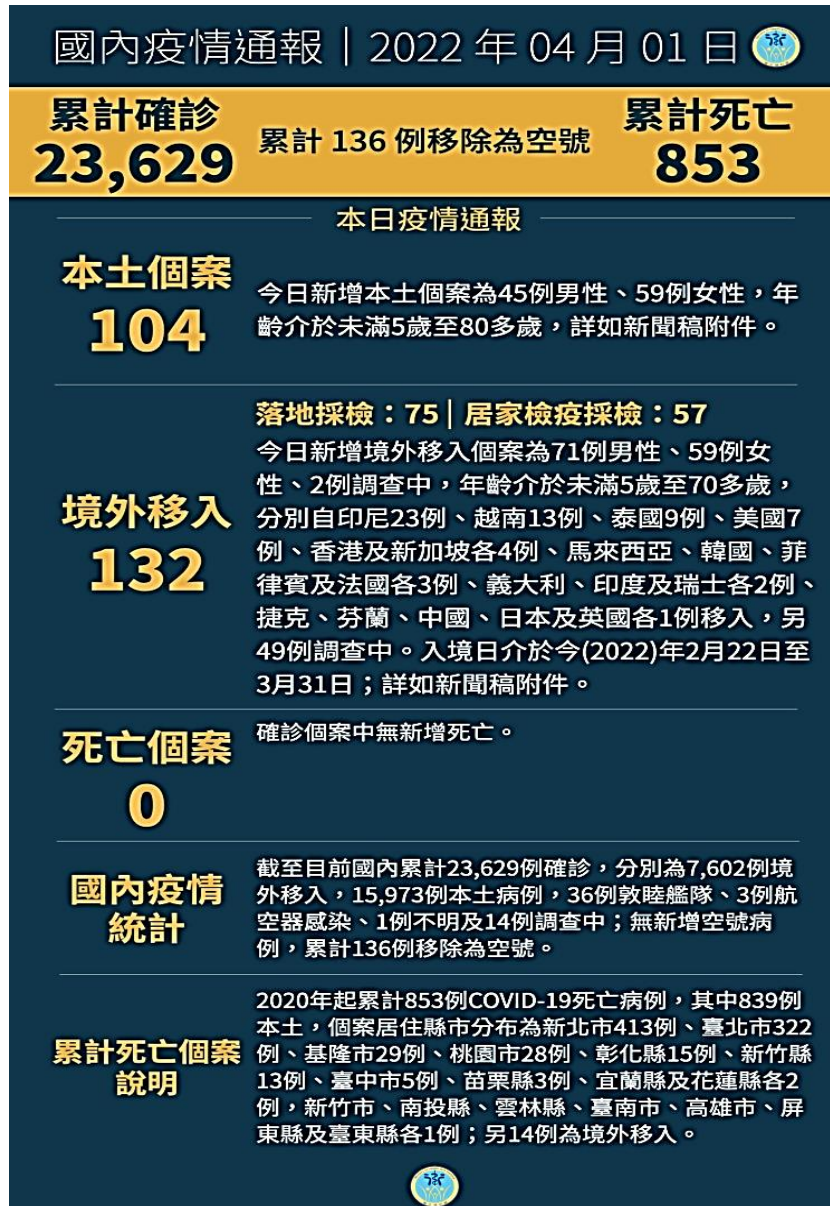 國內疫情通報｜2022 年 04 月 01 日
累計確診
23,629
累計 136 例移除為空號
累計死亡
853
本日疫情通報
本土個案
104
今日新增本土個案為45例男性、59例女性，年
齡介於未滿5歲至80多歲，詳如新聞稿附件。
境外移入
132
落地採檢：75｜居家檢疫採檢：57
今日新增境外移入個案為71例男性、59例女
性、2例調查中，年齡介於未滿5歲至70多歲，
分別自印尼23例、越南13例、泰國9例、美國7
例、香港及新加坡各4例、馬來西亞、韓國、菲
律賓及法國各3例、義大利、印度及瑞士各2例、
捷克、芬蘭、中國、日本及英國各1例移入，另
49例調查中。入境日介於今(2022)年2月22日至
3月31日；詳如新聞稿附件。
死亡個案
0
確診個案中無新增死亡。
國內疫情
統計
截至目前國內累計23,629例確診，分別為7,602例境
外移入，15,973例本土病例，36例敦睦艦隊、3例航
空器感染、1例不明及14例調查中；無新增空號病
例，累計136例移除為空號。
累計死亡個案
說明
2020年起累計853例COVID-19死亡病例，其中839例
本土，個案居住縣市分布為新北市413例、臺北市322
例、基隆市29例、桃園市28例、彰化縣15例、新竹縣
13例、臺中市5例、苗栗縣3例、宜蘭縣及花蓮縣各2
例，新竹市、南投縣、雲林縣、臺南市、高雄市、屏
東縣及臺東縣各1例；另14例為境外移入。